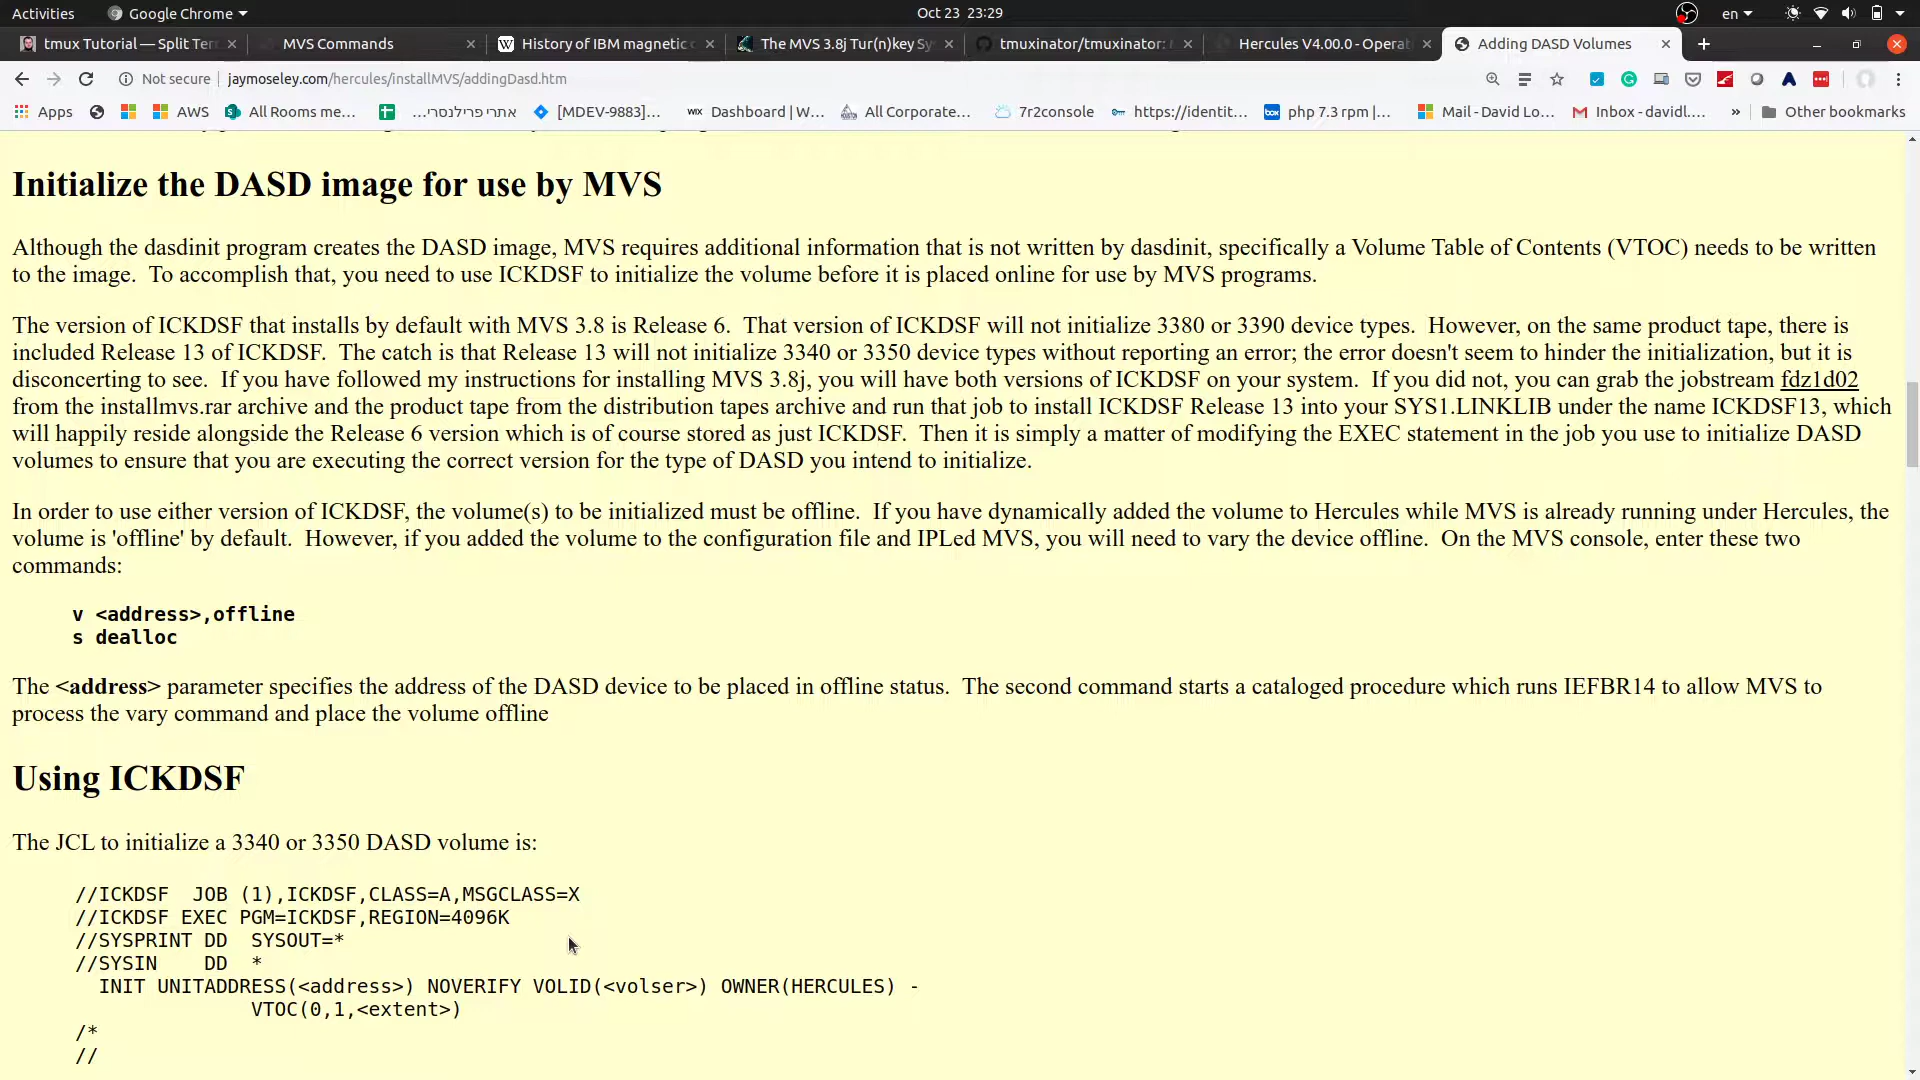 Activities Google Chrome Oct 23 23:29 en
tmux Tutorial — Split Ter MVS Commands History of IBM magnetic The MVS 3.8j Tur(n)key Sy tmuxinator/tmuxinator: Hercules V4.00.0 - Operat Adding DASD Volumes
Not secure jaymoseley.com/hercules/installMVS/addingDasd.htm
Apps AWS All Rooms me... אתרי פרילנסרי... [MDEV-9883]... Dashboard | W... All Corporate... 7r2console https://identit... php 7.3 rpm |... Mail - David Lo... Inbox - davidl.... » Other bookmarks
Initialize the DASD image for use by MVS
Although the dasdinit program creates the DASD image, MVS requires additional information that is not written by dasdinit, specifically a Volume Table of Contents (VTOC) needs to be written
to the image. To accomplish that, you need to use ICKDSF to initialize the volume before it is placed online for use by MVS programs.
The version of ICKDSF that installs by default with MVS 3.8 is Release 6. That version of ICKDSF will not initialize 3380 or 3390 device types. However, on the same product tape, there is
included Release 13 of ICKDSF. The catch is that Release 13 will not initialize 3340 or 3350 device types without reporting an error; the error doesn't seem to hinder the initialization, but it is
disconcerting to see. If you have followed my instructions for installing MVS 3.8j, you will have both versions of ICKDSF on your system. If you did not, you can grab the jobstream fdz1d02
from the installmvs.rar archive and the product tape from the distribution tapes archive and run that job to install ICKDSF Release 13 into your SYS1.LINKLIB under the name ICKDSF13, which
will happily reside alongside the Release 6 version which is of course stored as just ICKDSF. Then it is simply a matter of modifying the EXEC statement in the job you use to initialize DASD
volumes to ensure that you are executing the correct version for the type of DASD you intend to initialize.
In order to use either version of ICKDSF, the volume(s) to be initialized must be offline. If you have dynamically added the volume to Hercules while MVS is already running under Hercules, the
volume is 'offline' by default. However, if you added the volume to the configuration file and IPLed MVS, you will need to vary the device offline. On the MVS console, enter these two
commands:
v <address>,offline
s dealloc
The <address> parameter specifies the address of the DASD device to be placed in offline status. The second command starts a cataloged procedure which runs IEFBR14 to allow MVS to
process the vary command and place the volume offline
Using ICKDSF
The JCL to initialize a 3340 or 3350 DASD volume is:
//ICKDSF  JOB (1),ICKDSF,CLASS=A,MSGCLASS=X
//ICKDSF EXEC PGM=ICKDSF,REGION=4096K
//SYSPRINT DD  SYSOUT=*
//SYSIN    DD  *
INIT UNITADDRESS(<address>) NOVERIFY VOLID(<volser>) OWNER(HERCULES) -
VTOC(0,1,<extent>)
/*
//